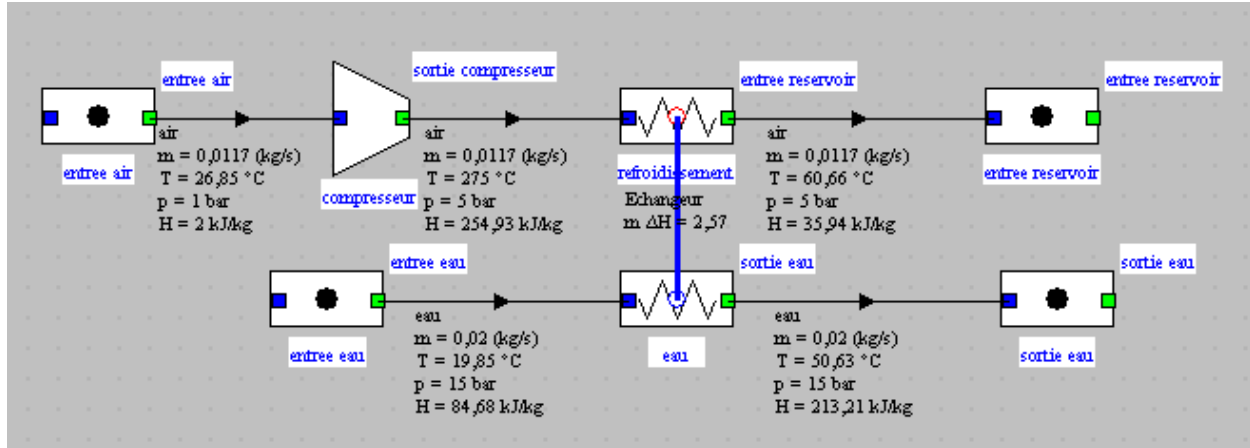 sortie compresseur
entree air
entree reservoir
entree reservoir
air
m = 0,0117 (kg/s)
T = 26,85 °C
p = 1 bar
H = 2 kJ/kg
entree air
compresseur
air
m = 0,0117 (kg/s)
T = 275 °C
p = 5 bar
H = 254,93 kJ/kg
refroidissement
Echangeur
m ΔH = 2,57
air
m = 0,0117 (kg/s)
T = 60,66 °C
p = 5 bar
H = 35,94 kJ/kg
entree reservoir
entree eau
sortie eau
sortie eau
entree eau
eau
m = 0,02 (kg/s)
T = 19,85 °C
p = 15 bar
H = 84,68 kJ/kg
eau
eau
m = 0,02 (kg/s)
T = 50,63 °C
p = 15 bar
H = 213,21 kJ/kg
sortie eau